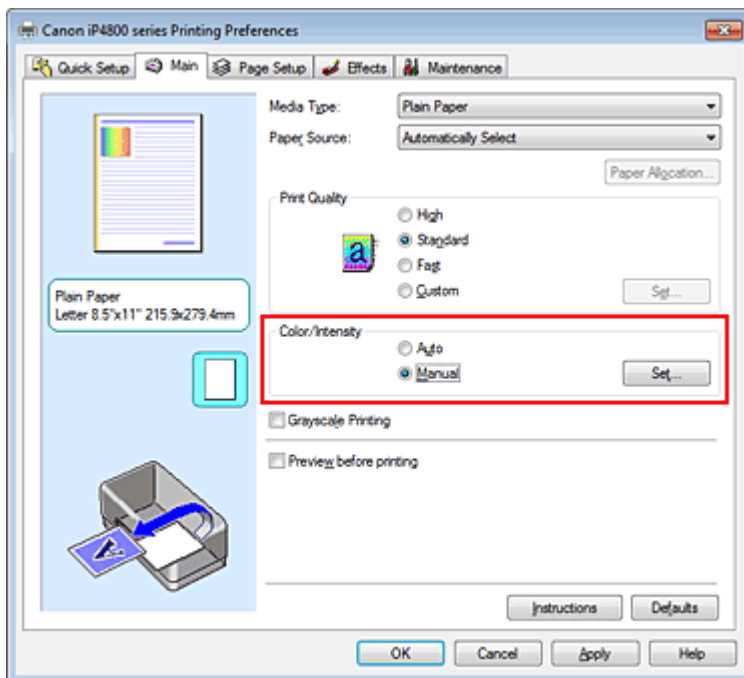 Canon iP4800 series Printing Preferences
Quick Setup Main Page Setup Effects Maintenance
Media Type: Plain Paper
Paper Source: Automatically Select
Paper Allocation...
Print Quality
High
a Standard
Fast
Custom Set...
Plain Paper
Letter 8.5"x11" 215.9x279.4mm
Color/Intensity
Auto
Manual Set...
Grayscale Printing
Preview before printing
A
Instructions Defaults
OK Cancel Apply Help